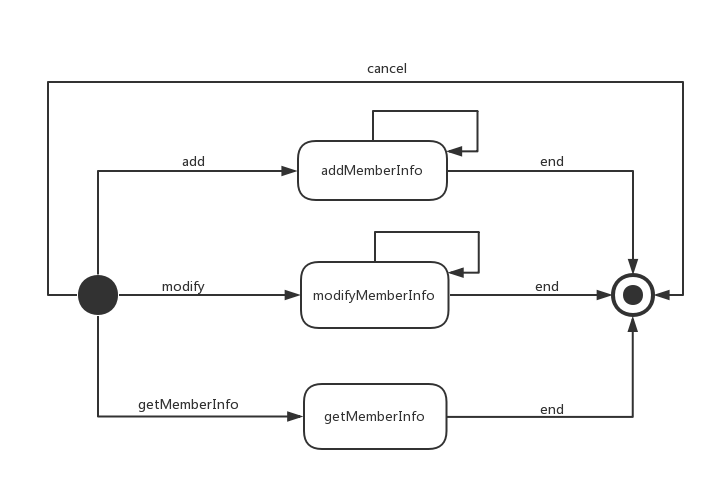 cancel
add
addMemberInfo
end
modify
modifyMemberInfo
end
getMemberInfo
getMemberInfo
end